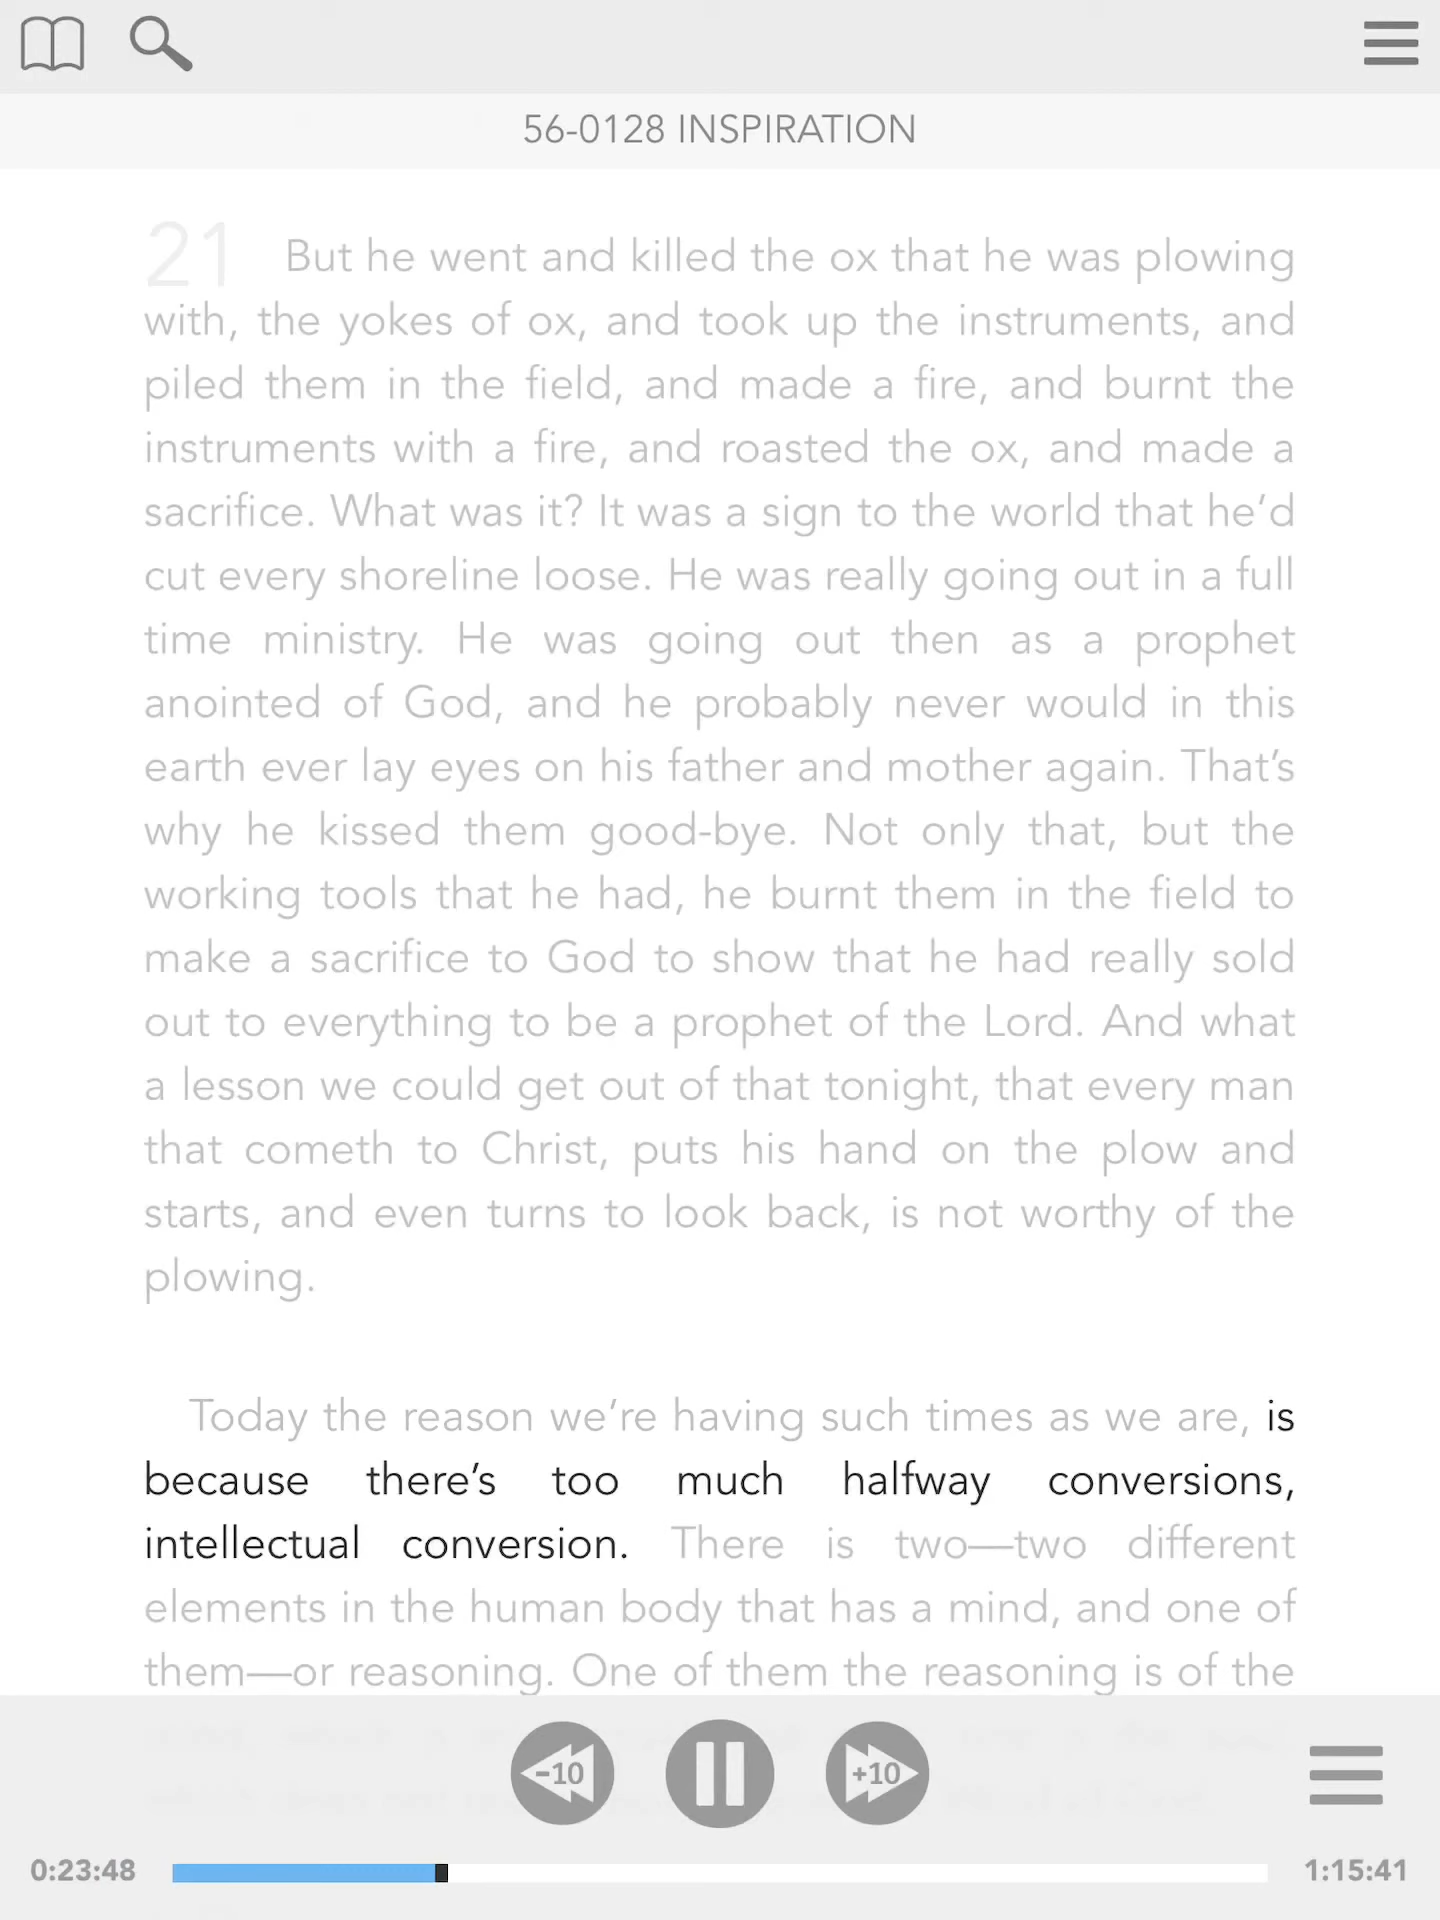 56-0128 INSPIRATION
21 But he went and killed the ox that he was plowing
with, the yokes of ox, and took up the instruments, and
piled them in the field, and made a fire, and burnt the
instruments with a fire, and roasted the ox, and made a
sacrifice. What was it? It was a sign to the world that he’d
cut every shoreline loose. He was really going out in a full
time ministry. He was going out then as a prophet
anointed of God, and he probably never would in this
earth ever lay eyes on his father and mother again. That’s
why he kissed them good-bye. Not only that, but the
working tools that he had, he burnt them in the field to
make a sacrifice to God to show that he had really sold
out to everything to be a prophet of the Lord. And what
a lesson we could get out of that tonight, that every man
that cometh to Christ, puts his hand on the plow and
starts, and even turns to look back, is not worthy of the
plowing.
Today the reason we’re having such times as we are, is
because there’s too much halfway conversions,
intellectual conversion. There is two—two different
elements in the human body that has a mind, and one of
them—or reasoning. One of them the reasoning is of the
-10 +10
0:23:48 1:15:41